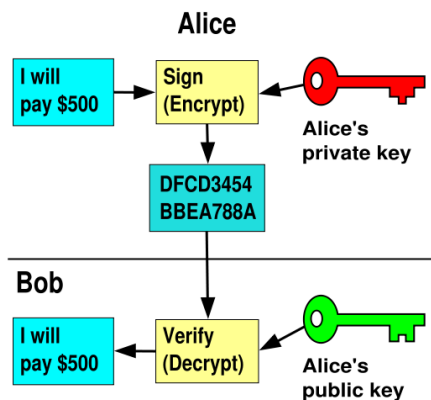 Alice
I will
pay $500
Sign
(Encrypt)
Alice's
private key
DFCD3454
BBEA788A
Bob
I will
pay $500
Verify
(Decrypt)
Alice's
public key